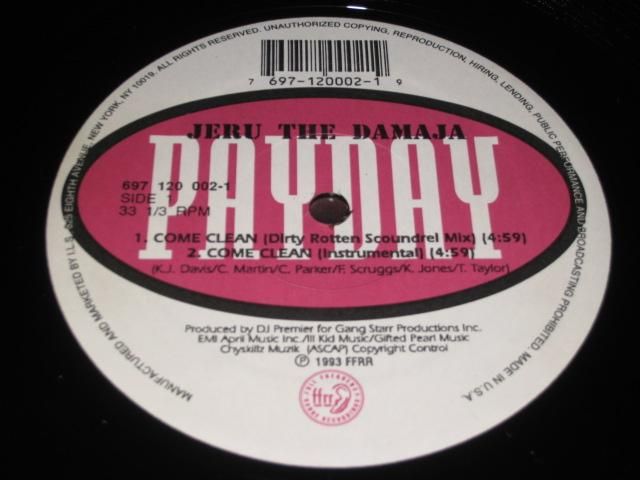 MANUFACTURED AND MARKETED BY I.L.S. 825 EIGHTH AVENUE, NEW YORK, NY 10019. ALL RIGHTS RESERVED. UNAUTHORIZED COPYING, REPRODUCTION, HIRING, LENDING, PUBLIC PERFORMANCE AND BROADCASTING PROHIBITED. MADE IN U.S.A.
7 697-120002-1 9
JERU THE DAMAJA
PAYDAY
697 120 002-1
SIDE 1
33 1/3 RPM
1. COME CLEAN (Dirty Rotten Scoundrel Mix) (4:59)
2. COME CLEAN (Instrumental) (4:59)
(K.J. Davis/C. Martin/C. Parker/F. Scruggs/K. Jones/T. Taylor)
Produced by DJ Premier for Gang Starr Productions Inc.
EMI April Music Inc./Ill Kid Music/Gifted Pearl Music
Chyskillz Muzik (ASCAP) Copyright Control
℗ 1993 FFRR
ffrr
FULL FREQUENCY